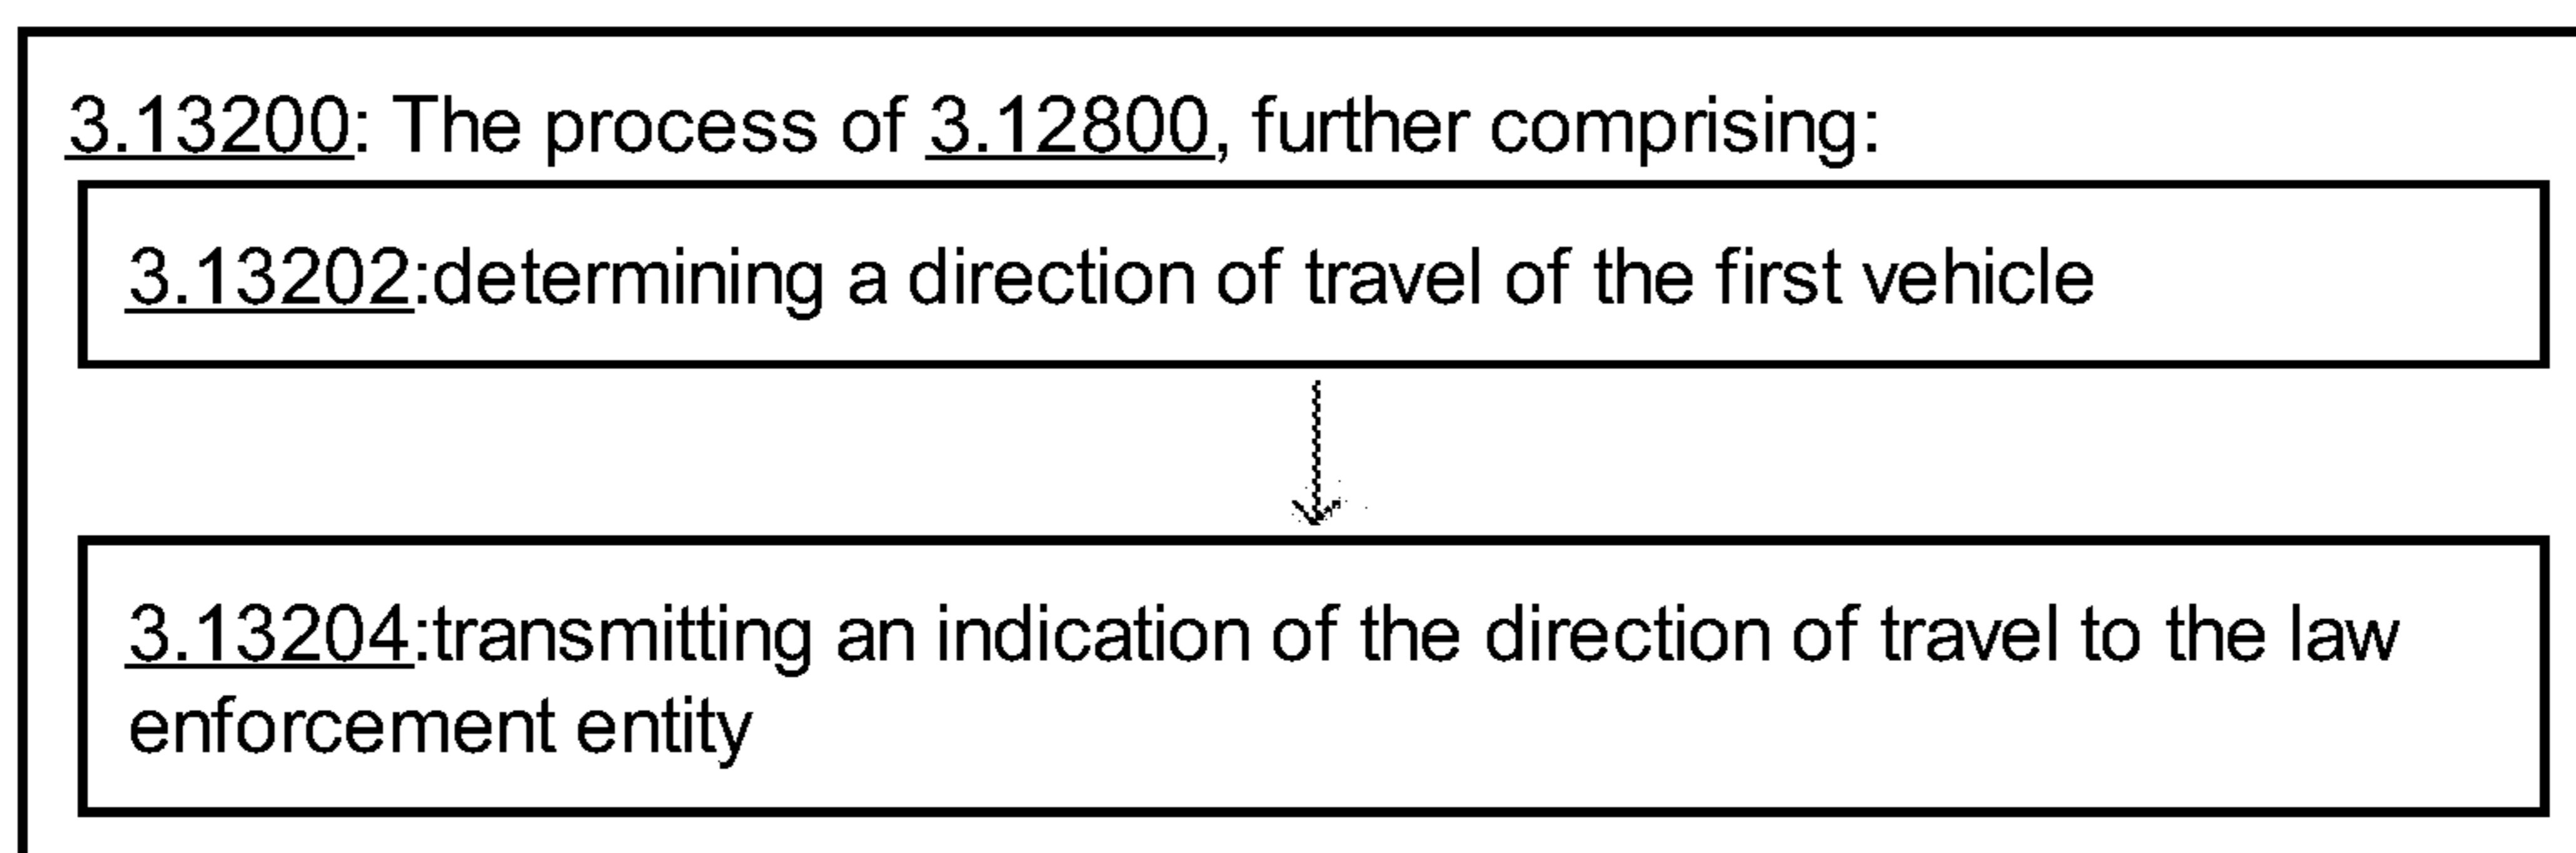 3.13200: The process of 3.12800, further comprising:
3.13202:determining a direction of travel of the first vehicle
3.13204:transmitting an indication of the direction of travel to the law
enforcement entity